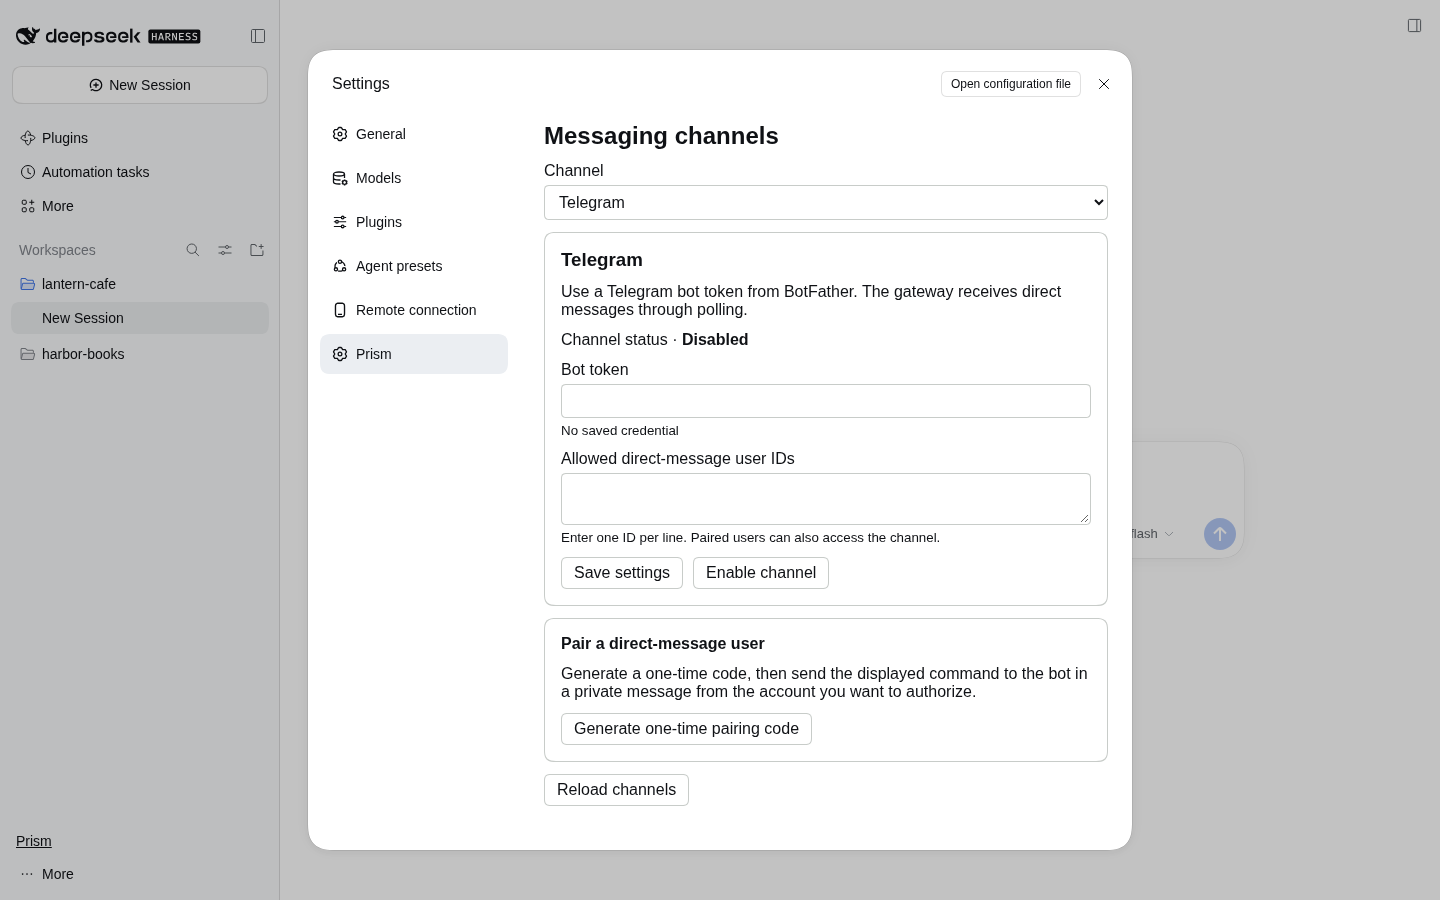 deepseek HARNESS
New Session
Plugins
Automation tasks
More
Workspaces
lantern-cafe
New Session
harbor-books
Prism
More
Settings
Open configuration file
General
Models
Plugins
Agent presets
Remote connection
Prism
Messaging channels
Channel
Telegram
Telegram
Use a Telegram bot token from BotFather. The gateway receives direct
messages through polling.
Channel status · Disabled
Bot token
No saved credential
Allowed direct-message user IDs
Enter one ID per line. Paired users can also access the channel.
Save settings
Enable channel
Pair a direct-message user
Generate a one-time code, then send the displayed command to the bot in
a private message from the account you want to authorize.
Generate one-time pairing code
Reload channels